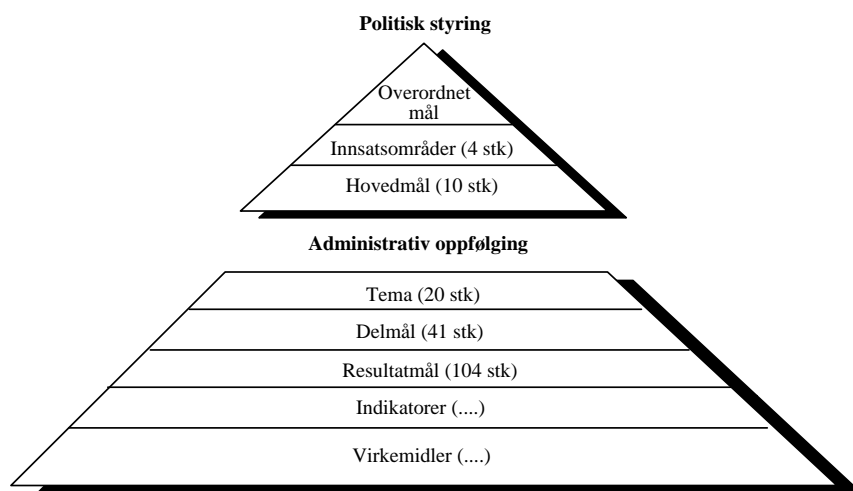 Politisk styring
Overordnet
mål
Innsatsområder (4 stk)
Hovedmål (10 stk)
Administrativ oppfølging
Tema (20 stk)
Delmål (41 stk)
Resultatmål (104 stk)
Indikatorer (....)
Virkemidler (....)